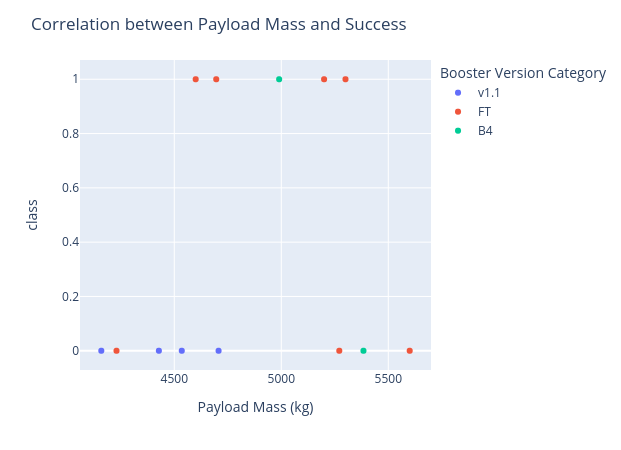 Correlation between Payload Mass and Success
Booster Version Category
v1.1
FT
B4
class
1
0.8
0.6
0.4
0.2
0
4500
5000
5500
Payload Mass (kg)